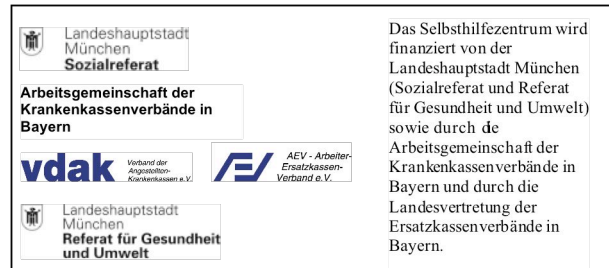 Landeshauptstadt
München
Sozialreferat
Arbeitsgemeinschaft der
Krankenkassenverbände in
Bayern
vdak
Verband der
Angestellten-
Krankenkassen e.V.
AEV - Arbeiter-
Ersatzkassen-
Verband e.V.
Landeshauptstadt
München
Referat für Gesundheit
und Umwelt
Das Selbsthilfezentrum wird
finanziert von der
Landeshauptstadt München
(Sozialreferat und Referat
für Gesundheit und Umwelt)
sowie durch die
Arbeitsgemeinschaft der
Krankenkassenverbände in
Bayern und durch die
Landesvertretung der
Ersatzkassenverbände in
Bayern.